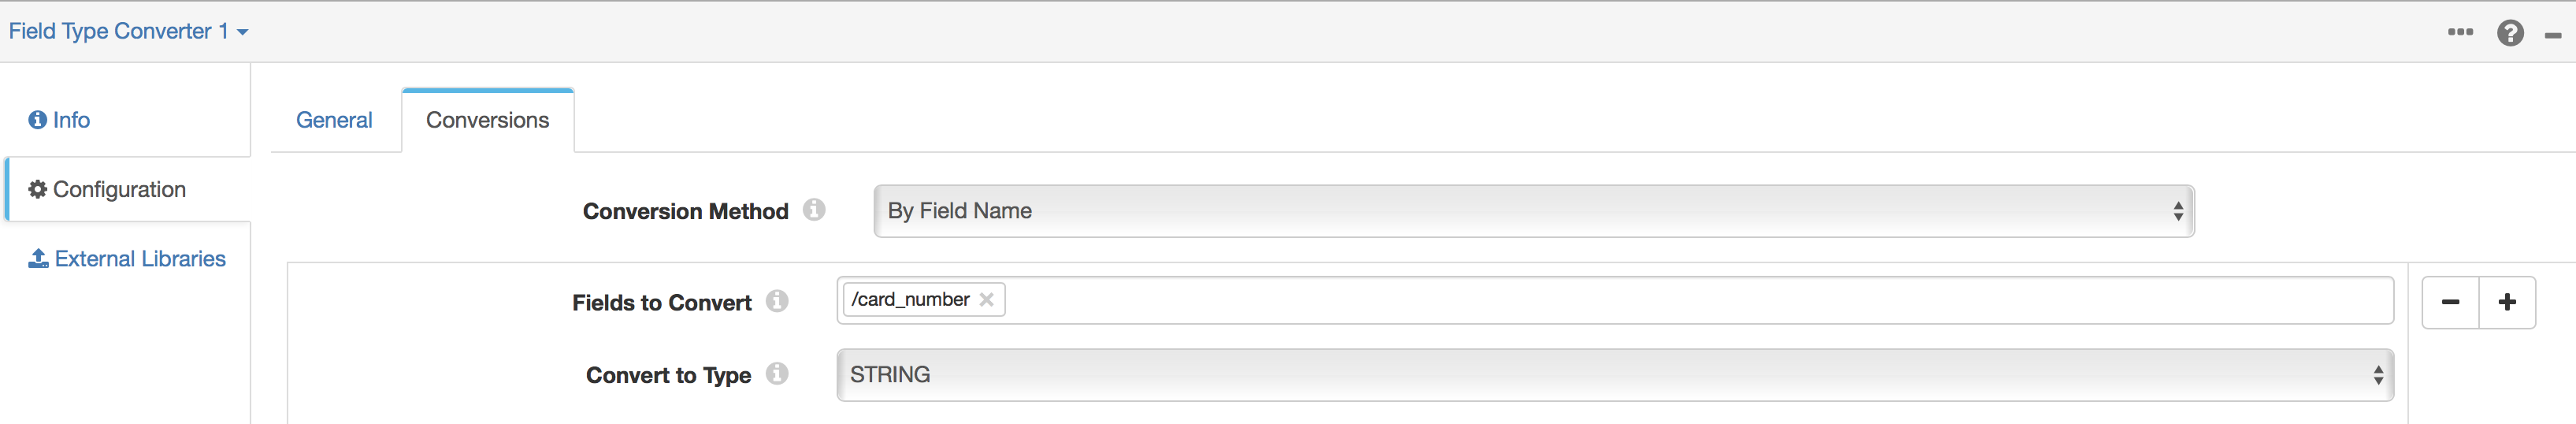 Field Type Converter 1
Info
General
Conversions
Configuration
Conversion Method
By Field Name
External Libraries
Fields to Convert
/card_number
Convert to Type
STRING